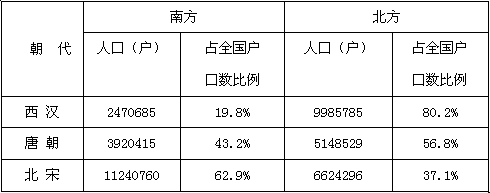 朝 代 南方 北方
人口（户） 占全国户口数比例 人口（户） 占全国户口数比例
西 汉 2470685 19.8% 9985785 80.2%
唐 朝 3920415 43.2% 5148529 56.8%
北 宋 11240760 62.9% 6624296 37.1%